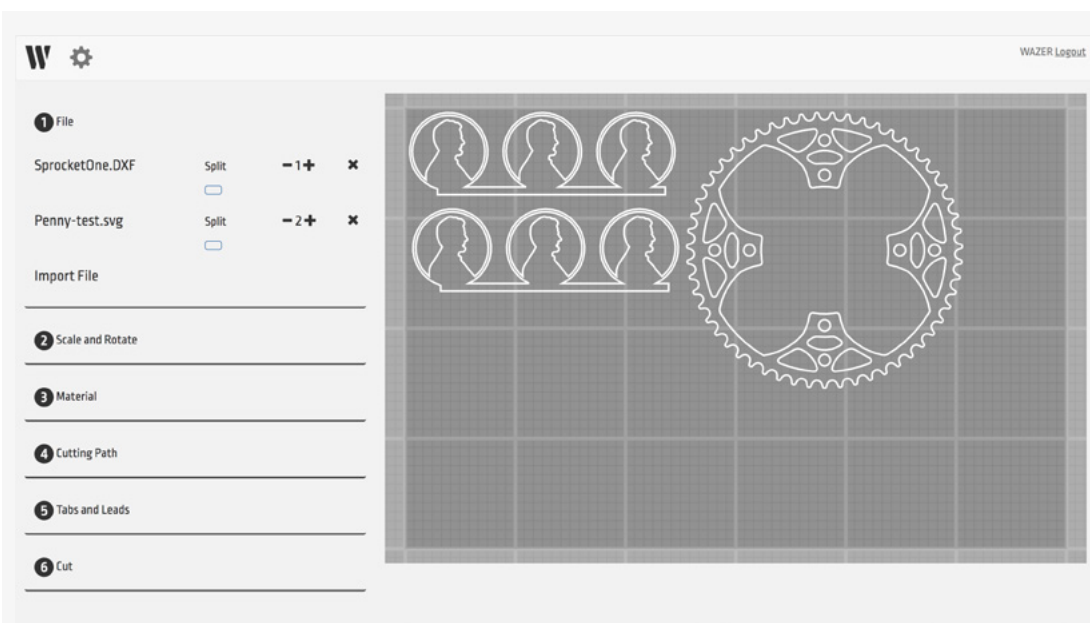 W
WAZER Logout
1 File
SprocketOne.DXF Split 1
Penny-test.svg Split 2
Import File
2 Scale and Rotate
3 Material
4 Cutting Path
5 Tabs and Leads
6 Cut